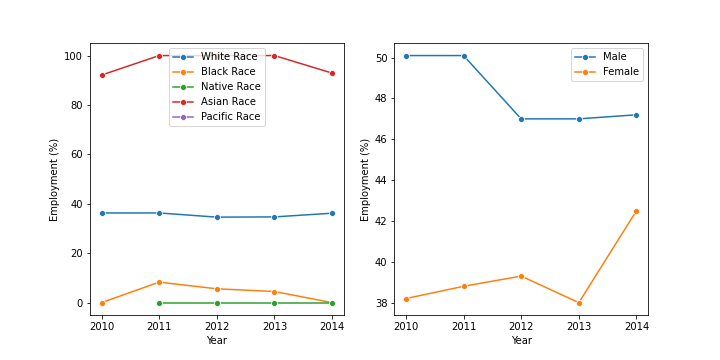 100
80
60
40
20
0
Employment (%)
2010 2011 2012 2013 2014
Year
White Race
Black Race
Native Race
Asian Race
Pacific Race
50
48
46
44
42
40
38
Employment (%)
2010 2011 2012 2013 2014
Year
Male
Female